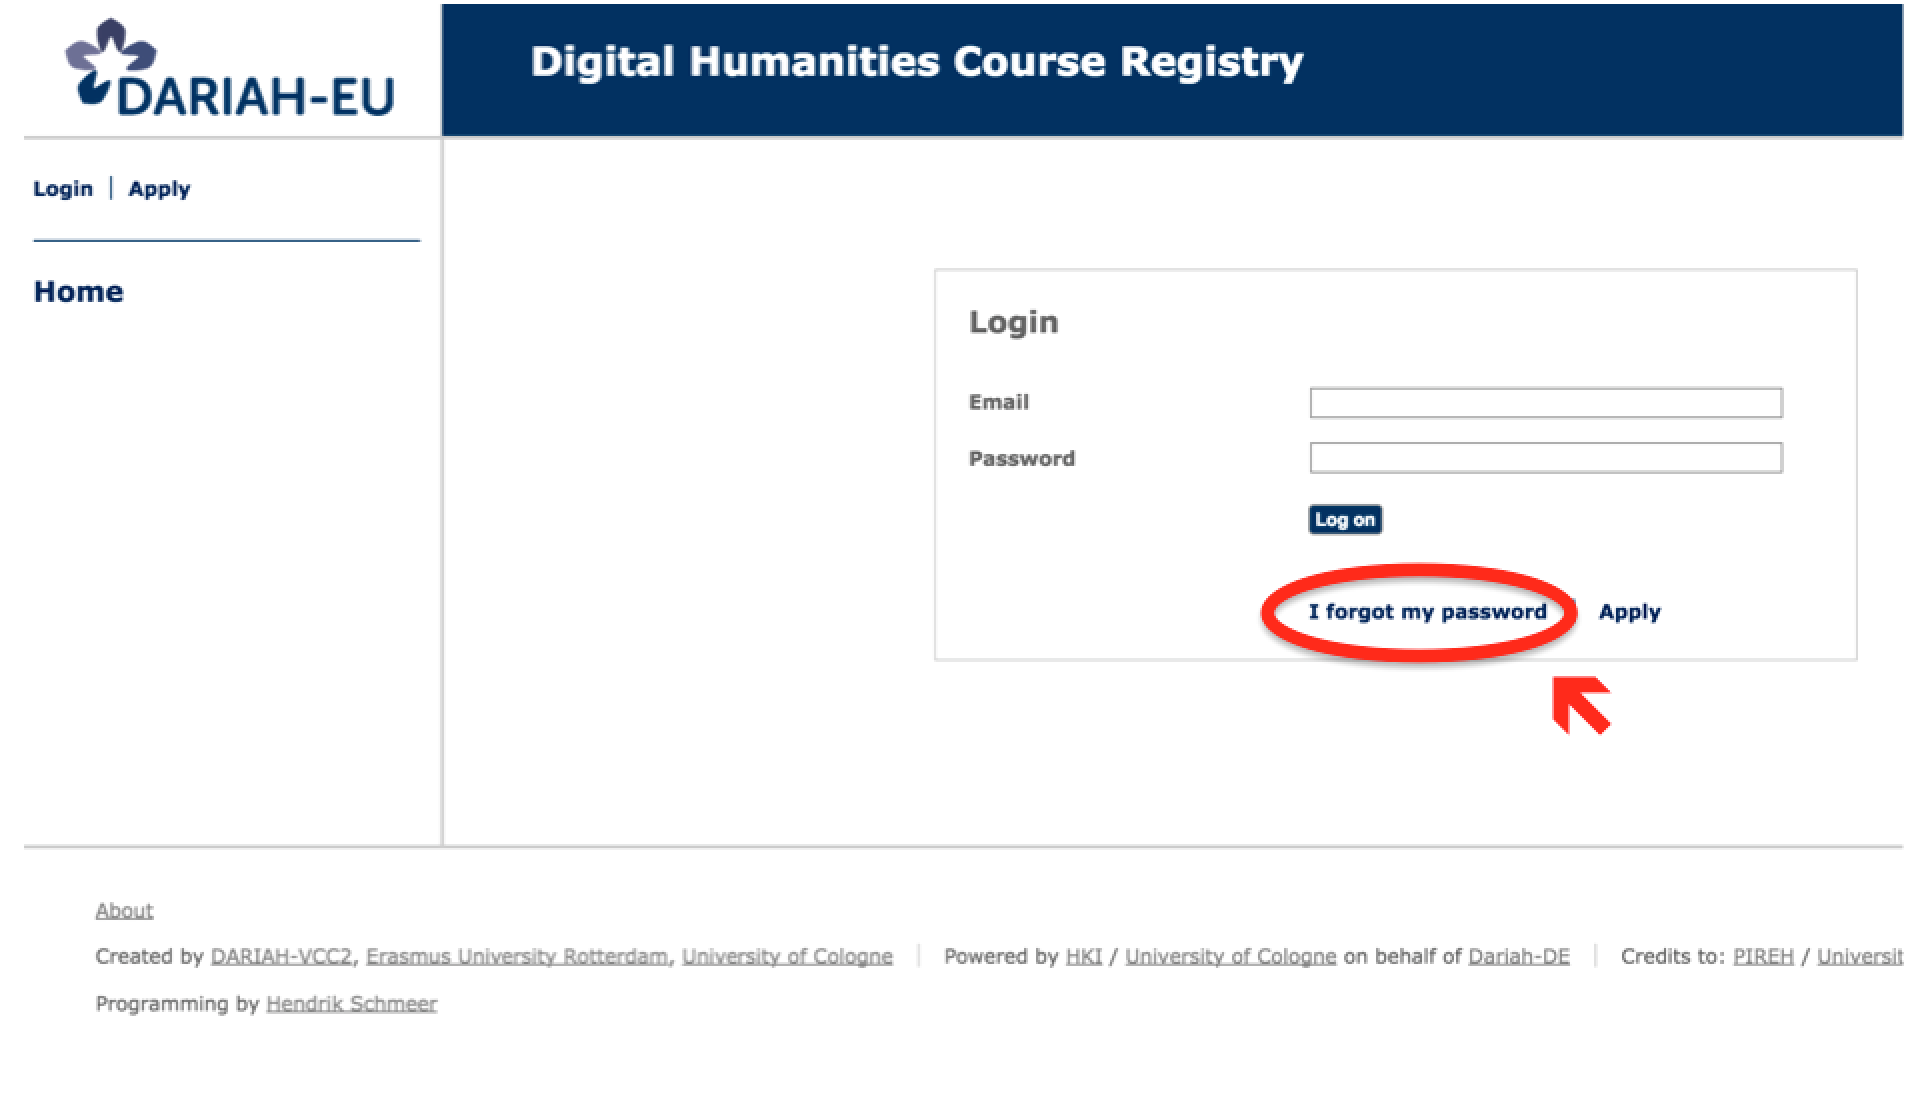 DARIAH-EU
Digital Humanities Course Registry
Login | Apply
Home
Login
Email
Password
Log on
I forgot my password
Apply
About
Created by DARIAH-VCC2, Erasmus University Rotterdam, University of Cologne | Powered by HKI / University of Cologne on behalf of Dariah-DE | Credits to: PIREH / Universit
Programming by Hendrik Schmeer